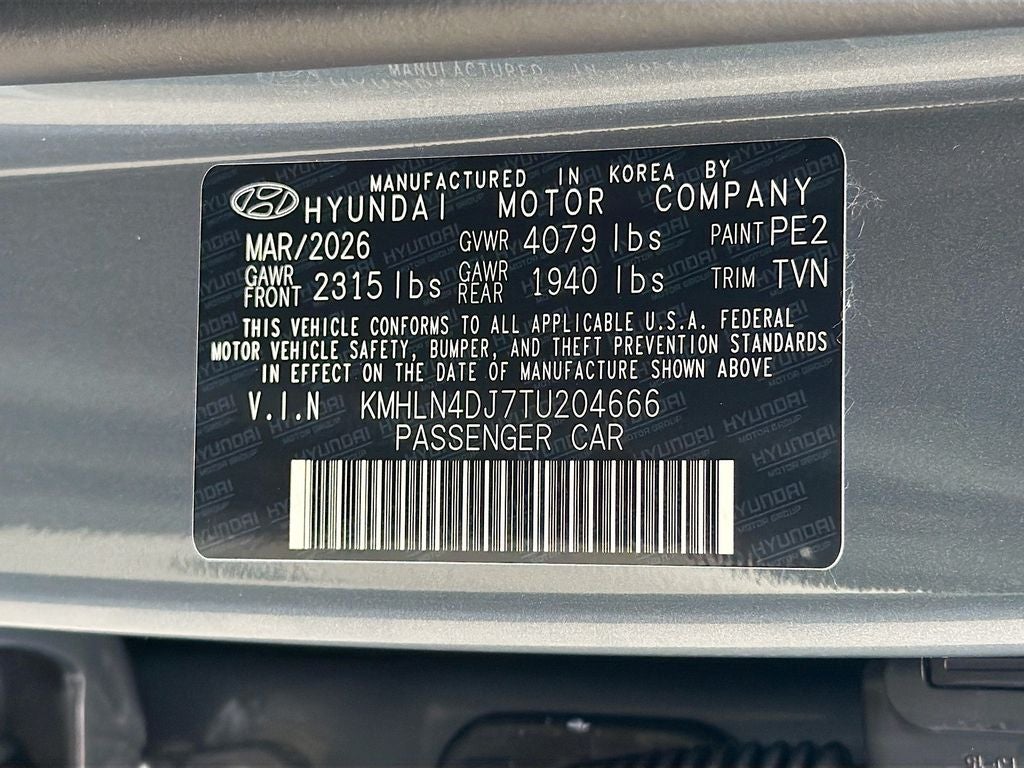 MANUFACTURED IN KOREA BY
HYUNDAI MOTOR COMPANY
MAR/2026 GVWR 4079 lbs PAINT PE2
GAWR FRONT 2315 lbs GAWR REAR 1940 lbs TRIM TVN
THIS VEHICLE CONFORMS TO ALL APPLICABLE U.S.A. FEDERAL
MOTOR VEHICLE SAFETY, BUMPER, AND THEFT PREVENTION STANDARDS
IN EFFECT ON THE DATE OF MANUFACTURE SHOWN ABOVE
V.I.N KMHLN4DJ7TU204666
PASSENGER CAR